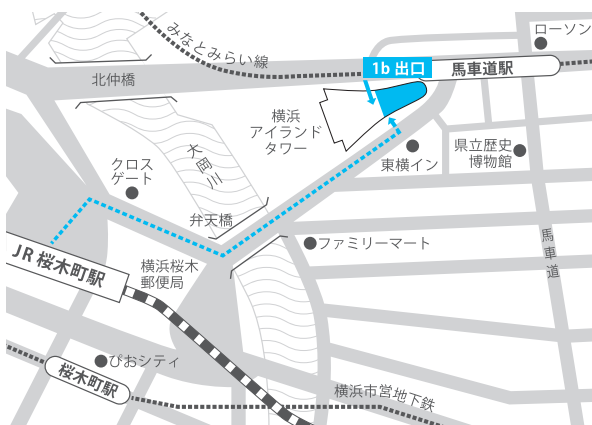 ローソン
みなとみらい線
1b 出口
馬車道駅
北仲橋
横浜
アイランド
タワー
大岡川
クロス
ゲート
東横イン
県立歴史
博物館
弁天橋
馬車道
ファミリーマート
JR 桜木町駅
横浜桜木
郵便局
ぴおシティ
桜木町駅
横浜市営地下鉄